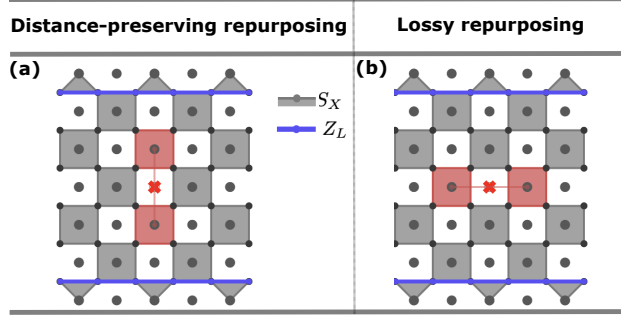 Distance-preserving repurposing
Lossy repurposing
(a)
(b)
S_X
Z_L